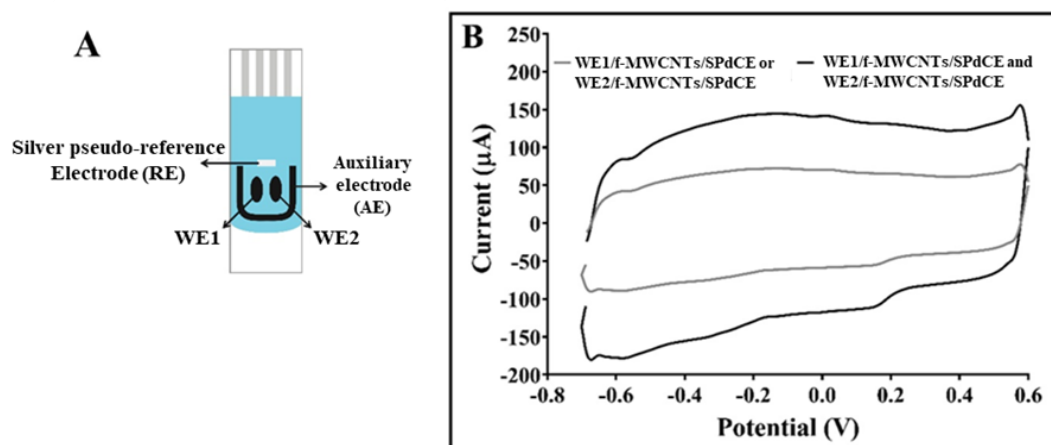 A
Silver pseudo-reference
Electrode (RE)
Auxiliary
electrode
(AE)
WE1
WE2
B
WE1/f-MWCNTs/SPdCE or
WE2/f-MWCNTs/SPdCE
WE1/f-MWCNTs/SPdCE and
WE2/f-MWCNTs/SPdCE
Current (µA)
250
200
150
100
50
0
-50
-100
-150
-200
-0.8
-0.6
-0.4
-0.2
0.0
0.2
0.4
0.6
Potential (V)